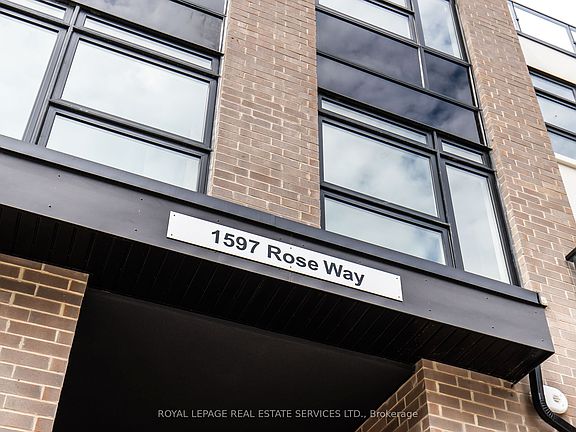 1597 Rose Way
ROYAL LEPAGE REAL ESTATE SERVICES LTD., Brokerage